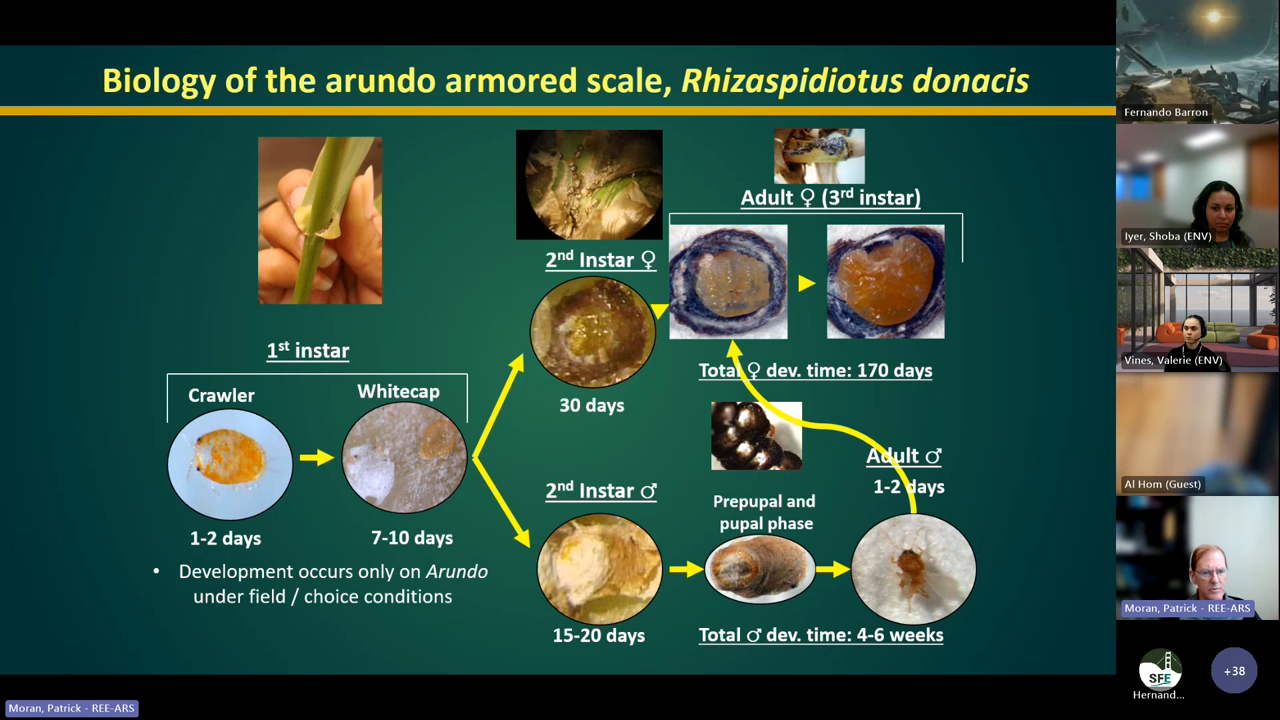 Biology of the arundo armored scale, Rhizaspidiotus donacis
Adult ♀ (3rd instar)
2nd Instar ♀
1st instar
Crawler
Whitecap
Total ♀ dev. time: 170 days
30 days
Adult ♂
1-2 days
2nd Instar ♂
Prepupal and
pupal phase
1-2 days
7-10 days
• Development occurs only on Arundo
under field / choice conditions
15-20 days
Total ♂ dev. time: 4-6 weeks
Moran, Patrick - REE-ARS
Fernando Barron
Iyer, Shoba (ENV)
Vines, Valerie (ENV)
Al Hom (Guest)
Moran, Patrick - REE-ARS
SFE
Hernand...
+38